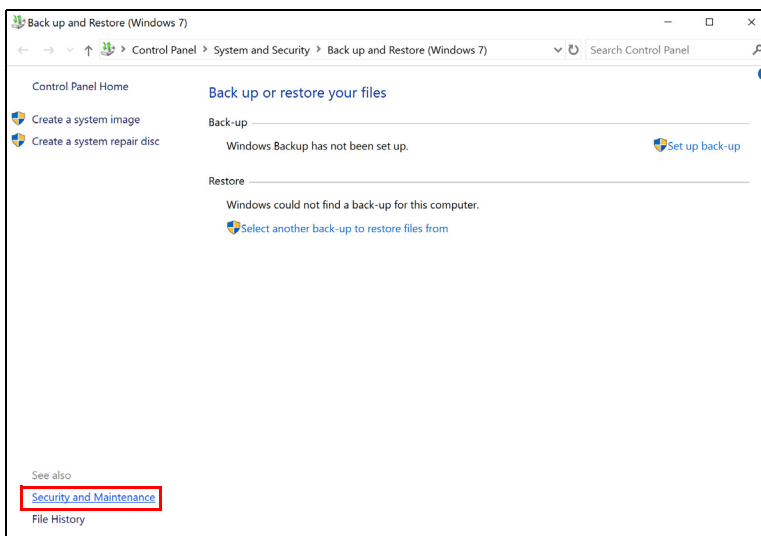 Back up and Restore (Windows 7)
Control Panel > System and Security > Back up and Restore (Windows 7)
Search Control Panel
Control Panel Home
Create a system image
Create a system repair disc
Back up or restore your files
Back-up
Windows Backup has not been set up.
Set up back-up
Restore
Windows could not find a back-up for this computer.
Select another back-up to restore files from
See also
Security and Maintenance
File History